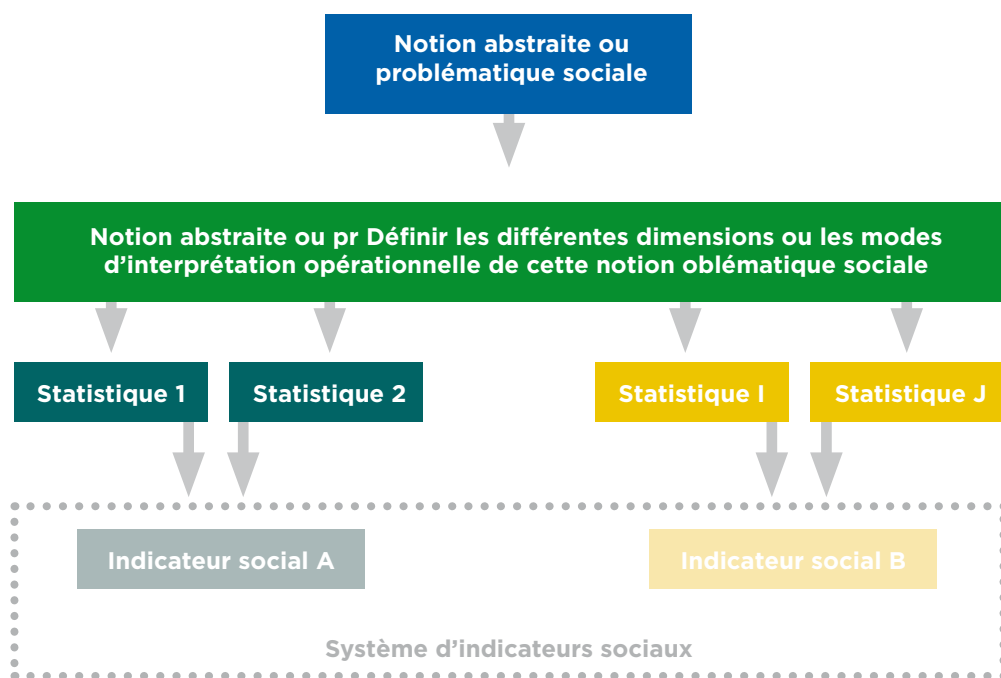 Notion abstraite ou
problématique sociale
Notion abstraite ou pr Définir les différentes dimensions ou les modes
d’interprétation opérationnelle de cette notion oblématique sociale
Statistique 1
Statistique 2
Statistique I
Statistique J
Indicateur social A
Indicateur social B
Système d’indicateurs sociaux